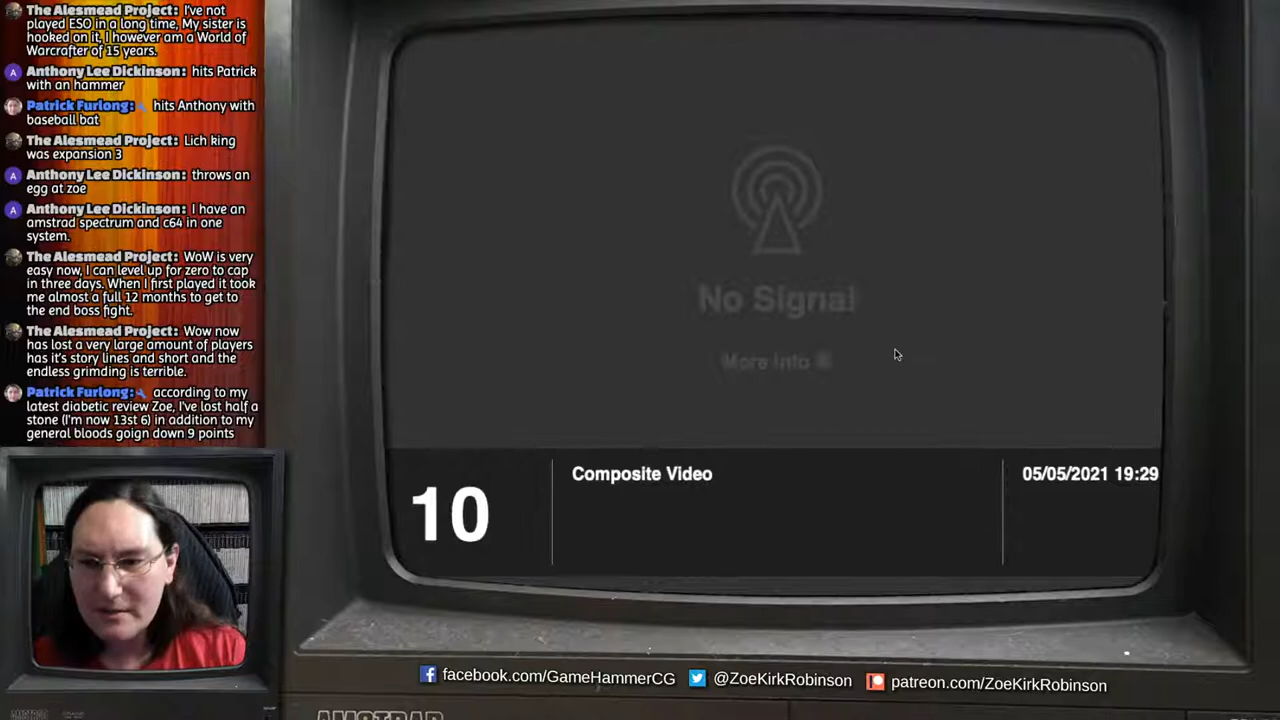 The Alesmead Project: I've not
played ESO in a long time, My sister is
hooked on it, I however am a World of
Warcrafter of 15 years.
A Anthony Lee Dickinson: hits Patrick
with an hammer
Patrick Furlong: hits Anthony with
baseball bat
The Alesmead Project: Lich king
was expansion 3
A Anthony Lee Dickinson: throws an
egg at zoe
A Anthony Lee Dickinson: I have an
amstrad spectrum and c64 in one
system.
The Alesmead Project: WoW is very
easy now, I can level up for zero to cap
in three days. When I first played it took
me almost a full 12 months to get to
the end boss fight.
The Alesmead Project: Wow now
has lost a very large amount of players
has it's story lines and short and the
endless grinding is terrible.
Patrick Furlong: according to my
latest diabetic review Zoe, I've lost half a
stone (I'm now 13st 6) in addition to my
general bloods goign down 9 points
No Signal
More Info
10
Composite Video
05/05/2021 19:29
facebook.com/GameHammerCG
@ZoeKirkRobinson
patreon.com/ZoeKirkRobinson
AMSTRAD